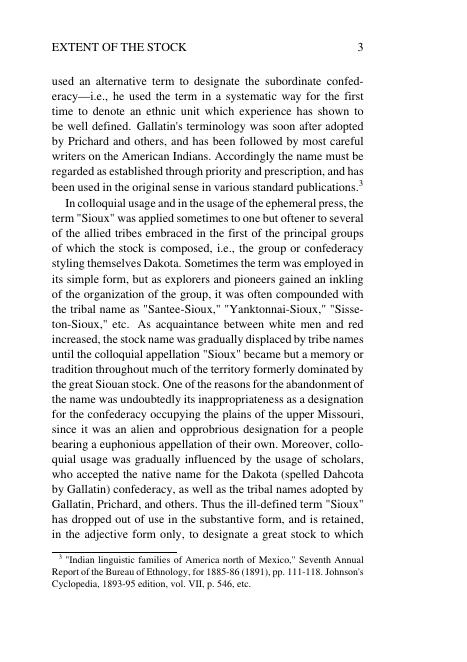 EXTENT OF THE STOCK 3
used an alternative term to designate the subordinate confed-
eracy—i.e., he used the term in a systematic way for the first
time to denote an ethnic unit which experience has shown to
be well defined. Gallatin's terminology was soon after adopted
by Prichard and others, and has been followed by most careful
writers on the American Indians. Accordingly the name must be
regarded as established through priority and prescription, and has
been used in the original sense in various standard publications.3
In colloquial usage and in the usage of the ephemeral press, the
term "Sioux" was applied sometimes to one but oftener to several
of the allied tribes embraced in the first of the principal groups
of which the stock is composed, i.e., the group or confederacy
styling themselves Dakota. Sometimes the term was employed in
its simple form, but as explorers and pioneers gained an inkling
of the organization of the group, it was often compounded with
the tribal name as "Santee-Sioux," "Yanktonnai-Sioux," "Sisse-
ton-Sioux," etc. As acquaintance between white men and red
increased, the stock name was gradually displaced by tribe names
until the colloquial appellation "Sioux" became but a memory or
tradition throughout much of the territory formerly dominated by
the great Siouan stock. One of the reasons for the abandonment of
the name was undoubtedly its inappropriateness as a designation
for the confederacy occupying the plains of the upper Missouri,
since it was an alien and opprobrious designation for a people
bearing a euphonious appellation of their own. Moreover, collo-
quial usage was gradually influenced by the usage of scholars,
who accepted the native name for the Dakota (spelled Dahcota
by Gallatin) confederacy, as well as the tribal names adopted by
Gallatin, Prichard, and others. Thus the ill-defined term "Sioux"
has dropped out of use in the substantive form, and is retained,
in the adjective form only, to designate a great stock to which
3 "Indian linguistic families of America north of Mexico," Seventh Annual
Report of the Bureau of Ethnology, for 1885-86 (1891), pp. 111-118. Johnson's
Cyclopedia, 1893-95 edition, vol. VII, p. 546, etc.